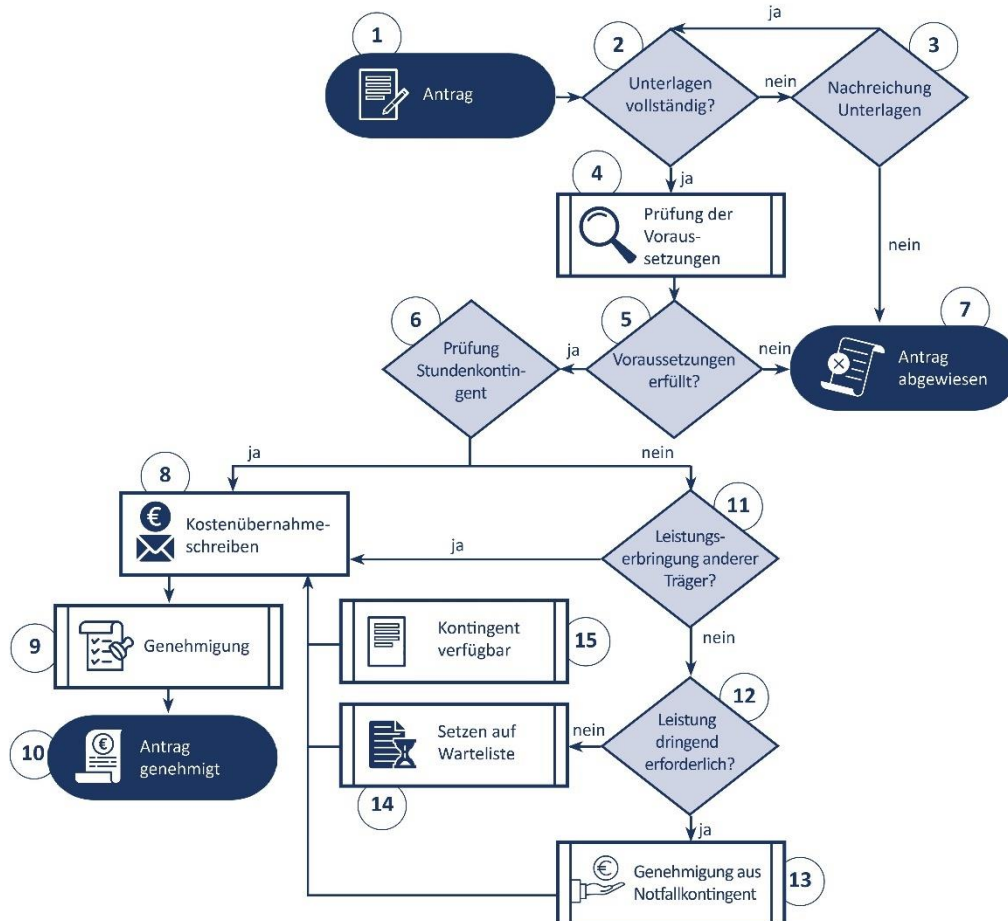 1
Antrag
2
Unterlagen
vollständig?
ja
nein
3
Nachreichung
Unterlagen
ja
nein
4
Prüfung der
Voraus-
setzungen
5
Voraussetzungen
erfüllt?
ja
nein
6
Prüfung
Stundenkontin-
gent
7
Antrag
abgewiesen
ja
nein
8
€
Kostenübernahme-
schreiben
9
Genehmigung
10
€
Antrag
genehmigt
11
Leistungs-
erbringung anderer
Träger?
ja
nein
12
Leistung
dringend
erforderlich?
nein
ja
Kontingent
verfügbar
15
Setzen auf
Warteliste
14
€
Genehmigung aus
Notfallkontingent
13